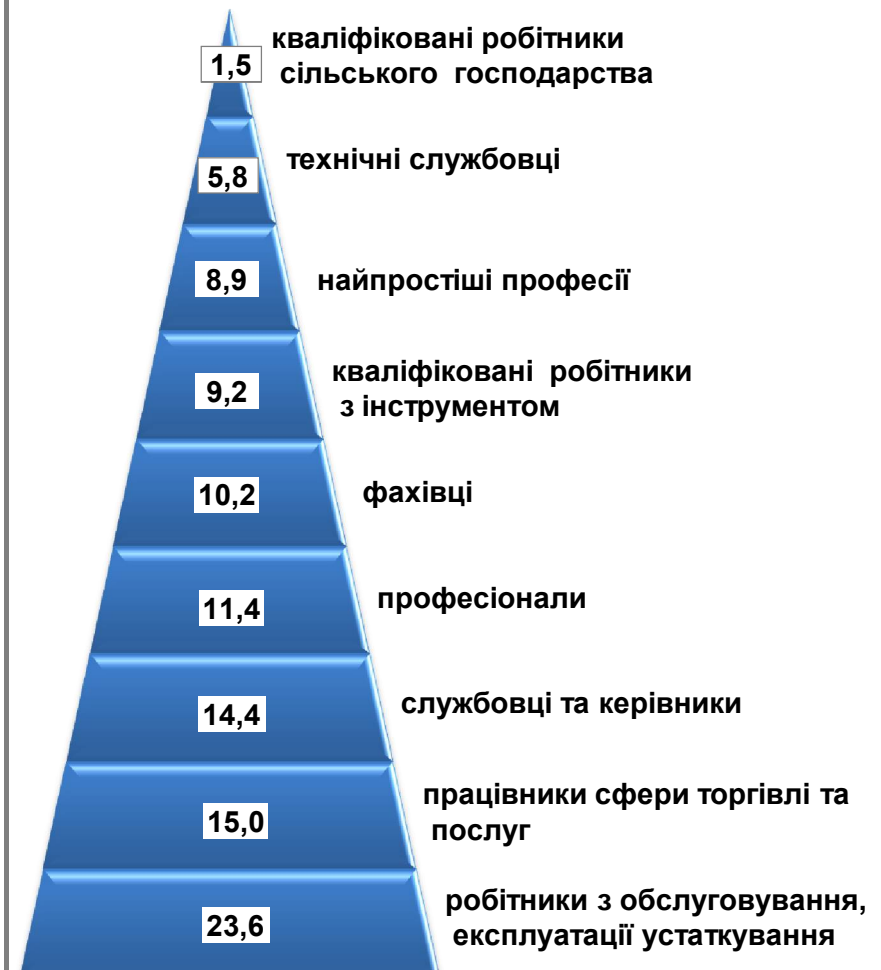 кваліфіковані робітники
1,5
сільського господарства
технічні службовці
5,8
8,9
найпростіші професії
кваліфіковані робітники
9,2
з інструментом
10,2
фахівці
11,4
професіонали
14,4
службовці та керівники
працівники сфери торгівлі та
15,0
послуг
робітники з обслуговування,
23,6
експлуатації устаткування